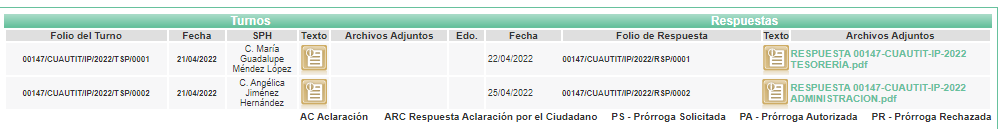 Turnos Respuestas
Folio del Turno Fecha SPH Texto Archivos Adjuntos Edo. Fecha Folio de Respuesta Texto Archivos Adjuntos
00147/CUAUTIT/IP/2022/TSP/0001 21/04/2022 C. María Guadalupe Méndez López 22/04/2022 00147/CUAUTIT/IP/2022/RSP/0001 RESPUESTA 00147-CUAUTIT-IP-2022 TESORERÍA.pdf
00147/CUAUTIT/IP/2022/TSP/0002 21/04/2022 C. Angélica Jiménez Hernández 25/04/2022 00147/CUAUTIT/IP/2022/RSP/0002 RESPUESTA 00147-CUAUTIT-IP-2022 ADMINISTRACION.pdf
AC Aclaración ARC Respuesta Aclaración por el Ciudadano PS - Prórroga Solicitada PA - Prórroga Autorizada PR - Prórroga Rechazada